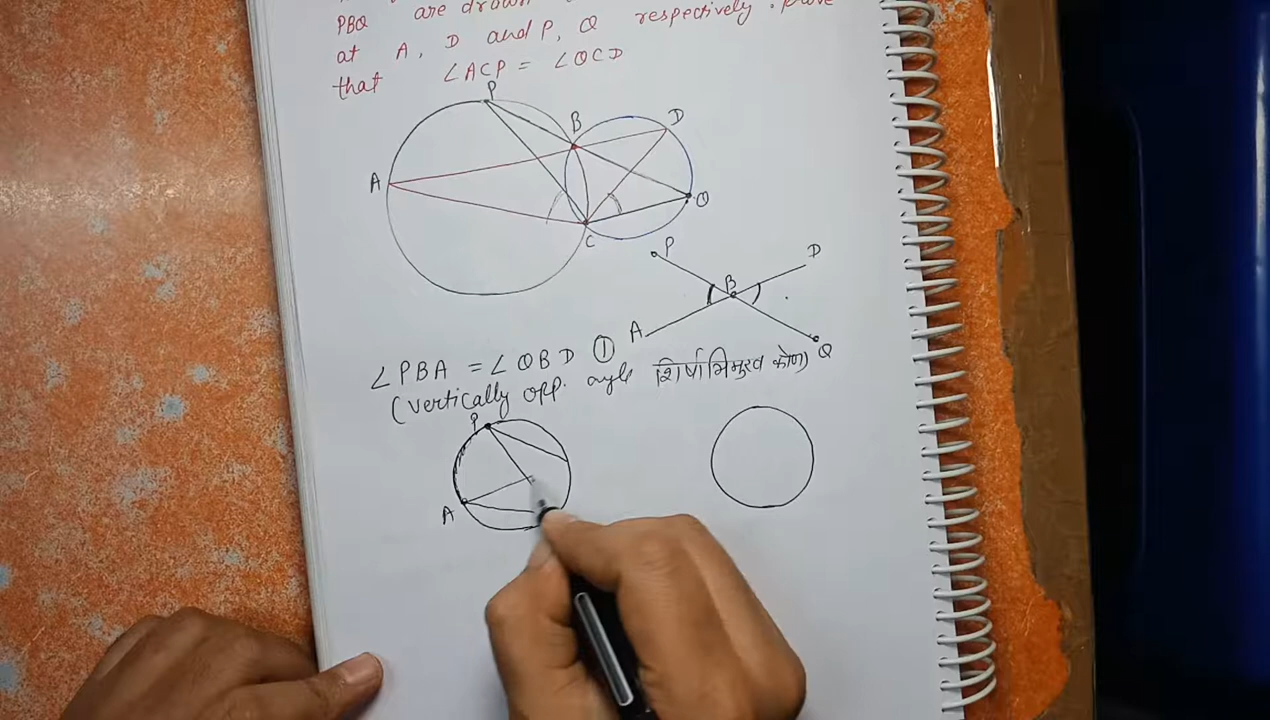 PBQ are drawn
at A, D and P, Q respectively. prove
that ∠ACP = ∠QCD
P
B
D
A
Q
C
P
D
B
A
Q
∠PBA = ∠QBD ①
(vertically opp. angle शिर्षाभिमुख कोण)
P
A